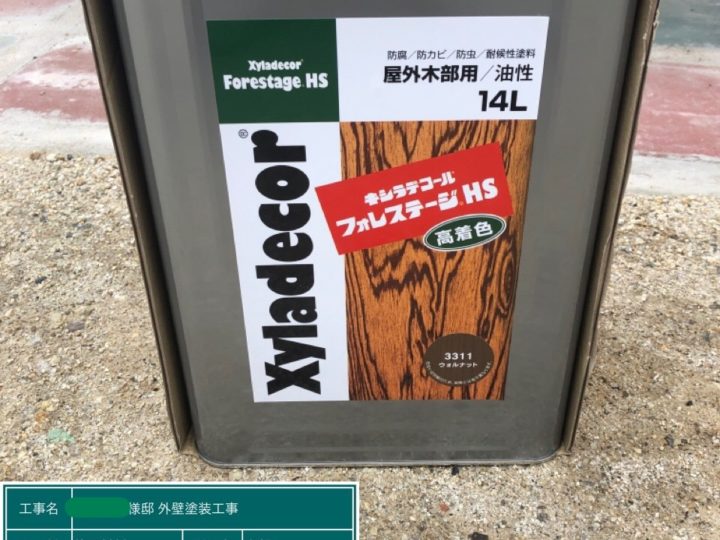 Xyladecor®
Forestage® HS
防腐/防カビ/防虫/耐候性塗料
屋外木部用/油性
14L
Xyladecor®
キシラデコール®
フォレステージ®HS
高着色
3311
ウォルナット
工事名 様邸 外壁塗装工事